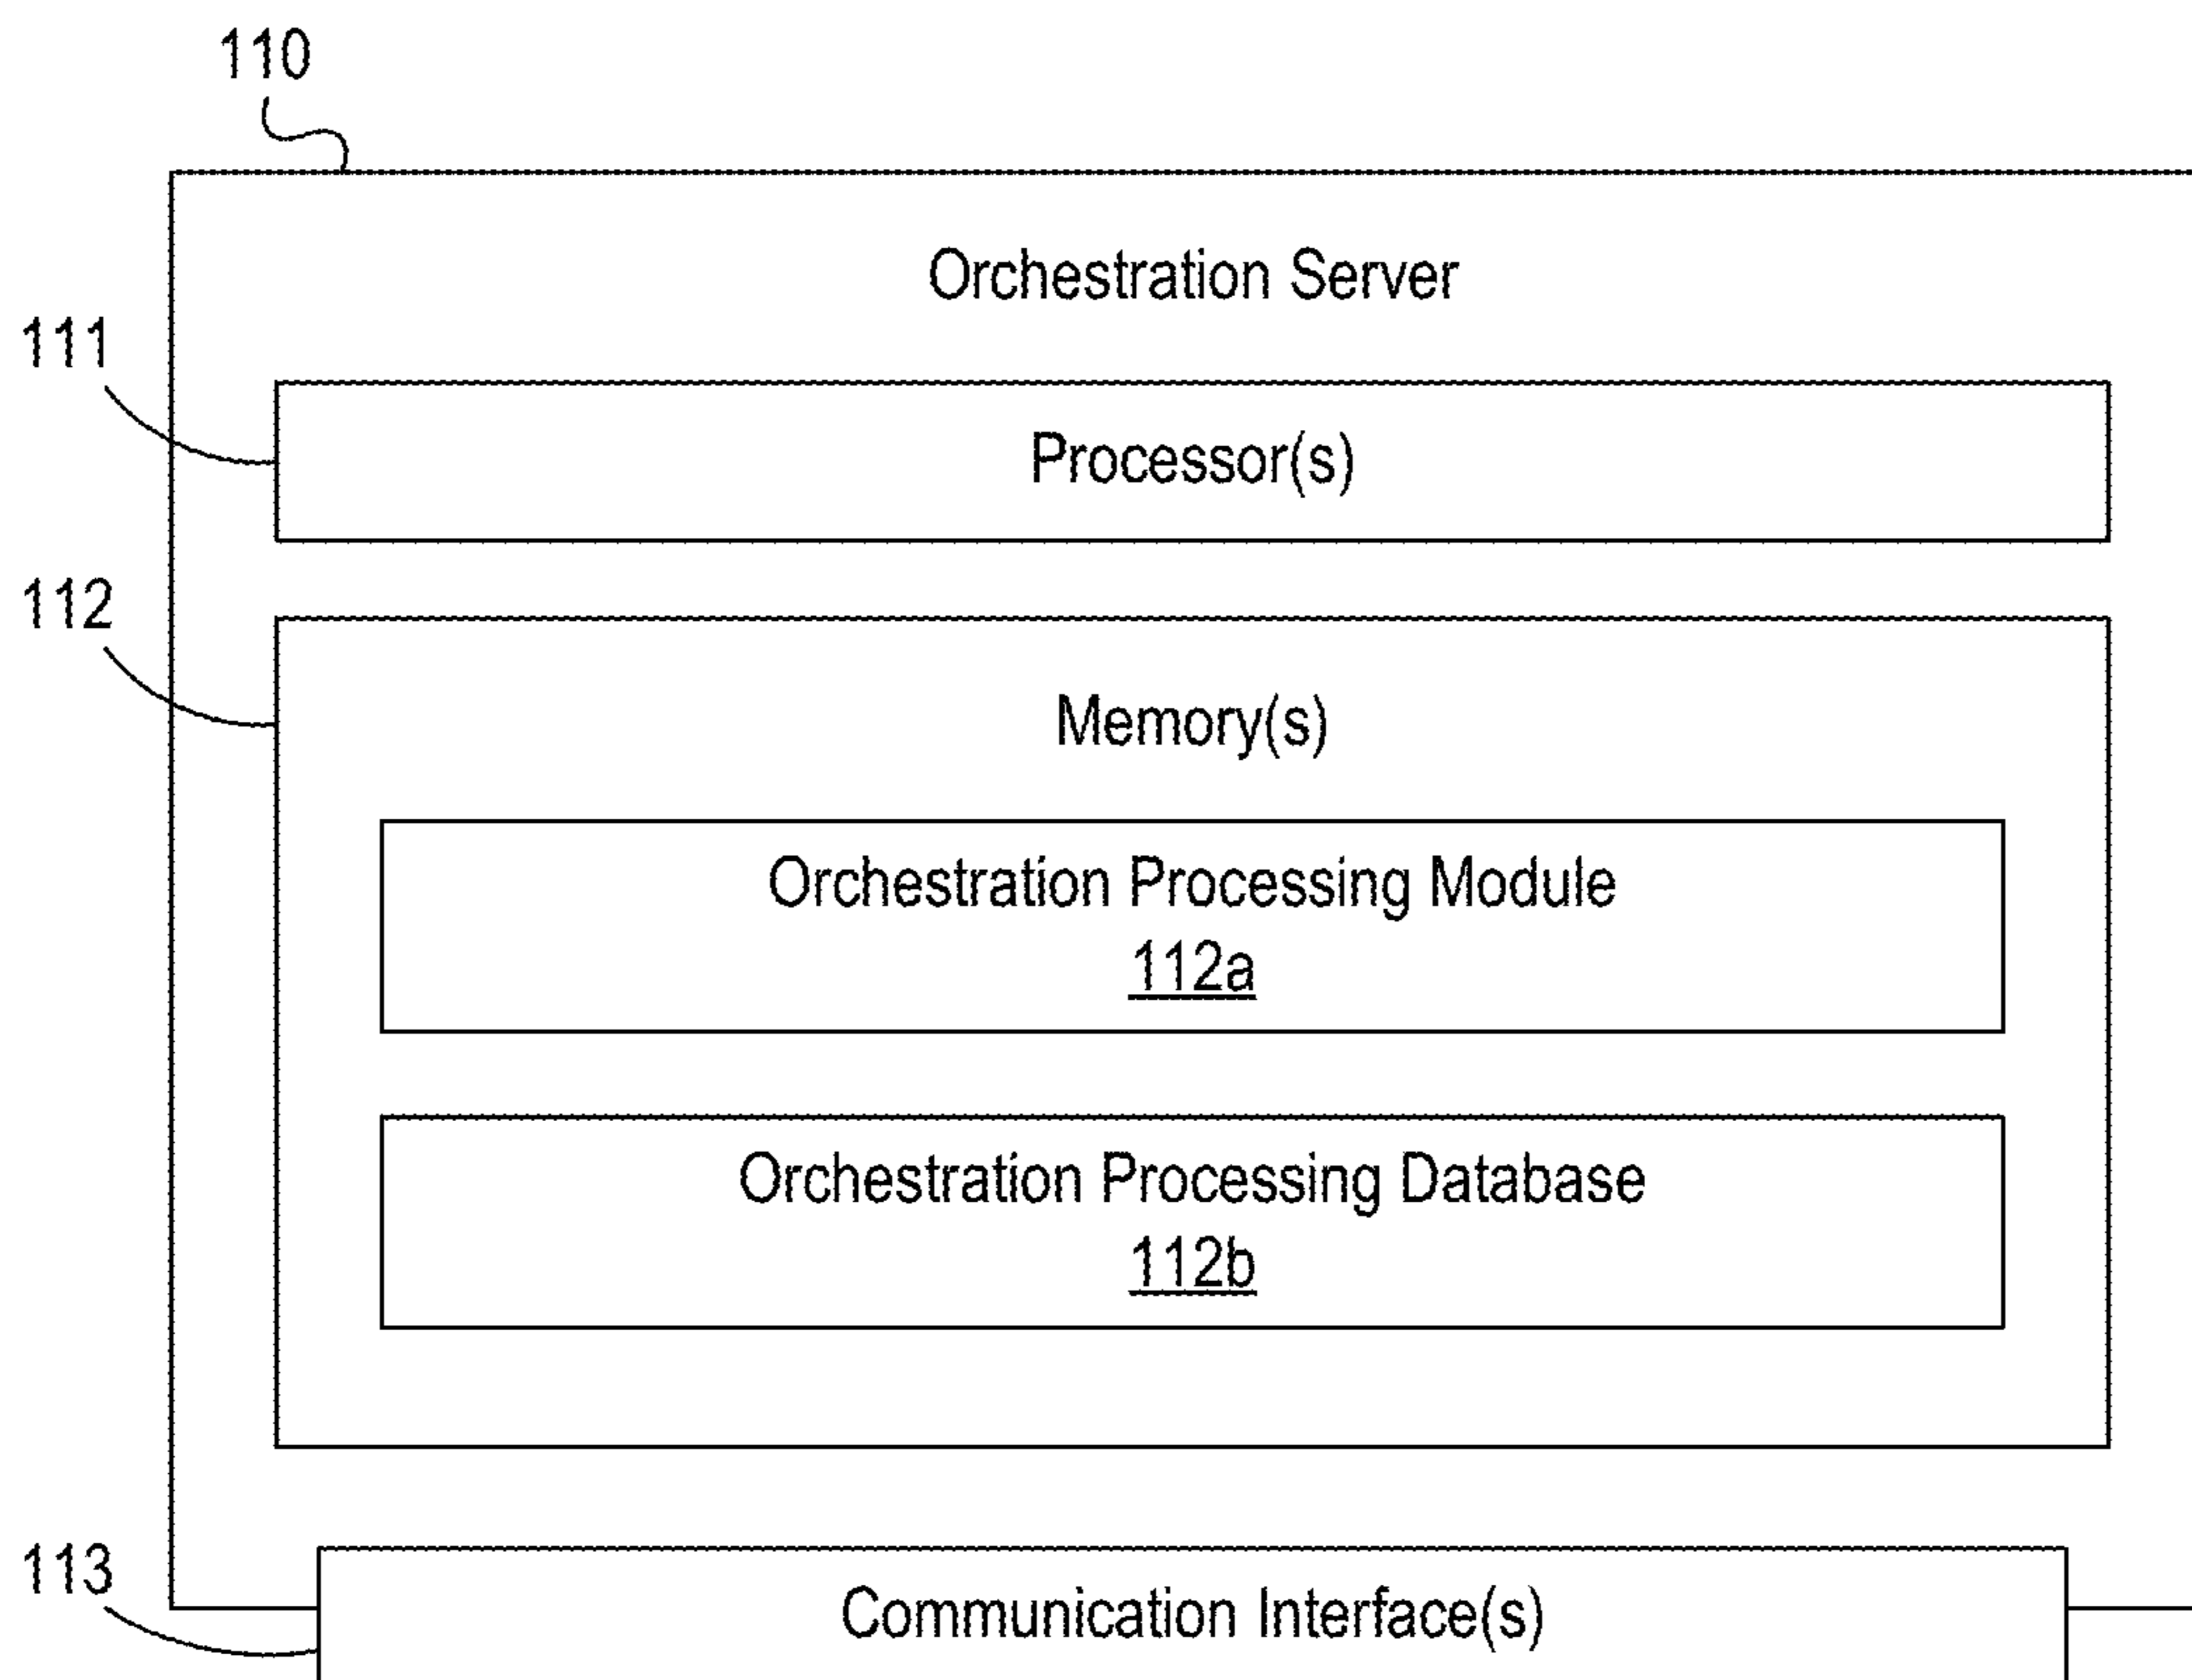 110
Orchestration Server
111
Processor(s)
112
Memory(s)
Orchestration Processing Module
112a
Orchestration Processing Database
112b
113
Communication Interface(s)